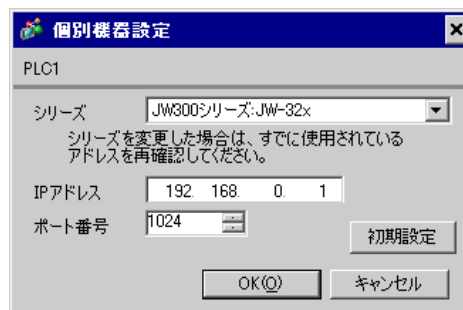 個別機器設定
PLC1
シリーズ JW300シリーズ:JW-32x
シリーズを変更した場合は、すでに使用されている
アドレスを再確認してください。
IPアドレス 192. 168. 0. 1
ポート番号 1024
初期設定
OK(O) キャンセル